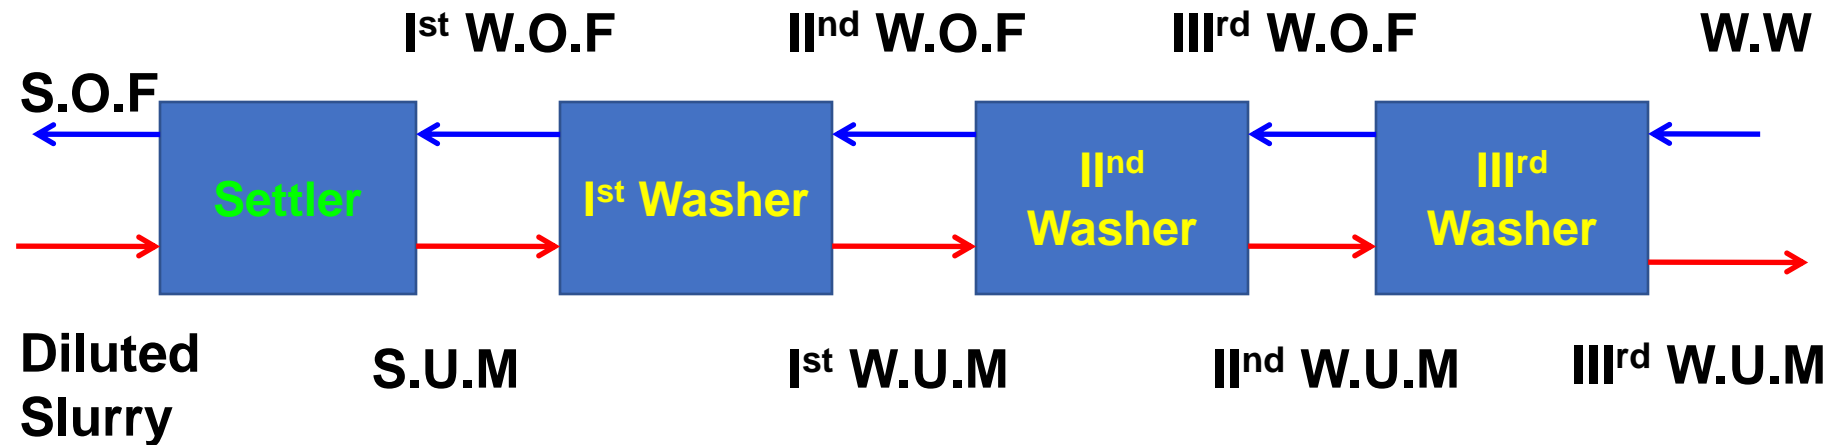 Ist W.O.F
IInd W.O.F
IIIrd W.O.F
W.W
S.O.F
Settler
Ist Washer
IInd
Washer
IIIrd
Washer
Diluted
Slurry
S.U.M
Ist W.U.M
IInd W.U.M
IIIrd W.U.M